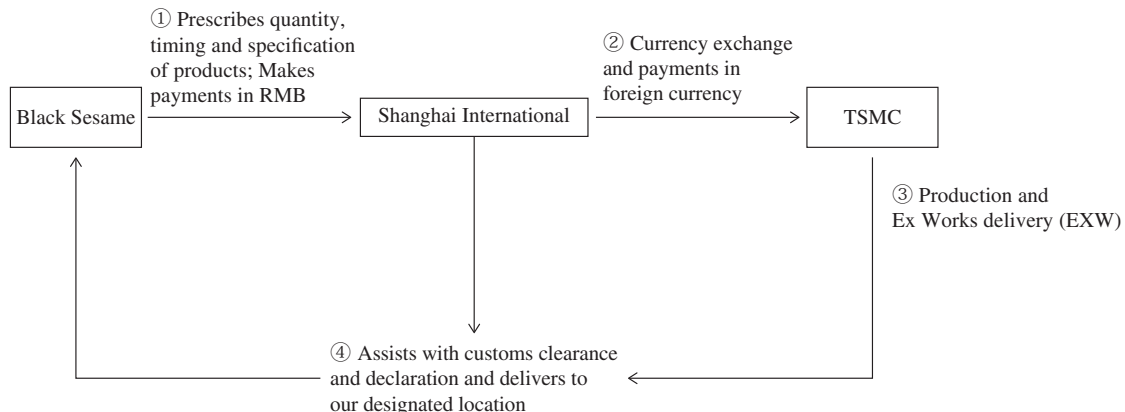 ① Prescribes quantity,
timing and specification
of products; Makes
payments in RMB
② Currency exchange
and payments in
foreign currency
Black Sesame
Shanghai International
TSMC
③ Production and
Ex Works delivery (EXW)
④ Assists with customs clearance
and declaration and delivers to
our designated location